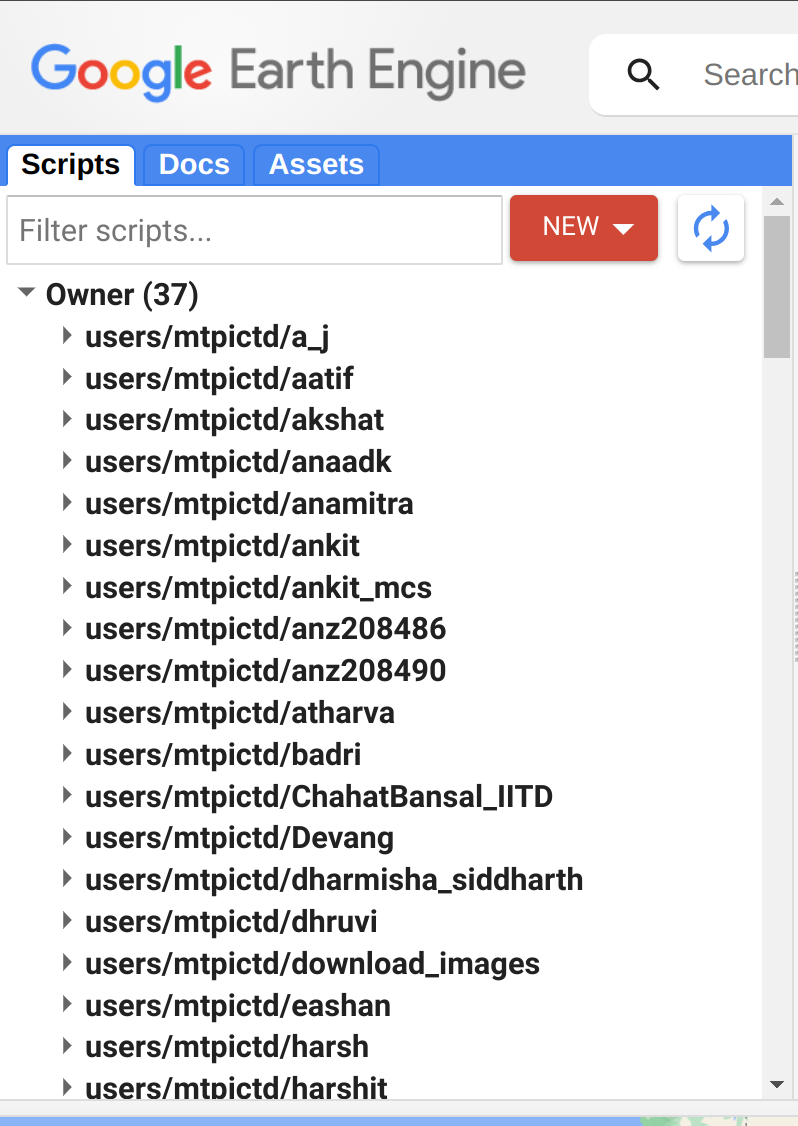 Google Earth Engine
Search
Scripts Docs Assets
Filter scripts... NEW
Owner (37)
users/mtpictd/a_j
users/mtpictd/aatif
users/mtpictd/akshat
users/mtpictd/anaadk
users/mtpictd/anamitra
users/mtpictd/ankit
users/mtpictd/ankit_mcs
users/mtpictd/anz208486
users/mtpictd/anz208490
users/mtpictd/atharva
users/mtpictd/badri
users/mtpictd/ChahatBansal_IITD
users/mtpictd/Devang
users/mtpictd/dharmisha_siddharth
users/mtpictd/dhruvi
users/mtpictd/download_images
users/mtpictd/eashan
users/mtpictd/harsh
users/mtpictd/harshit